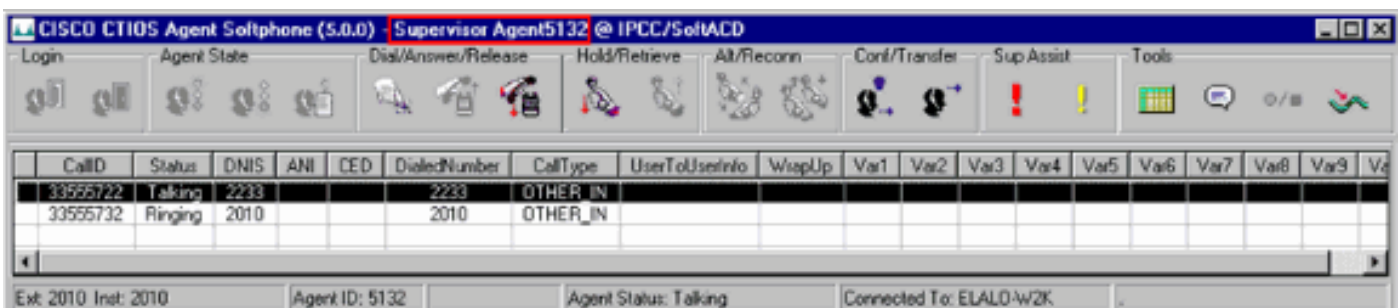 CISCO CTIOS Agent Softphone (5.0.0) - Supervisor Agent5132 @ IPCC/SoftACD
Login Agent State Dial/Answer/Release Hold/Retrieve Alt/Reconn Conf/Transfer Sup Assist Tools
CallID Status DNIS ANI CED DialedNumber CallType UserToUserInfo WrapUp Var1 Var2 Var3 Var4 Var5 Var6 Var7 Var8 Var9 Va
33555722 Talking 2233 2233 OTHER_IN
33555732 Ringing 2010 2010 OTHER_IN
Ext: 2010 Inst: 2010 Agent ID: 5132 Agent Status: Talking Connected To: ELALO-W2K .